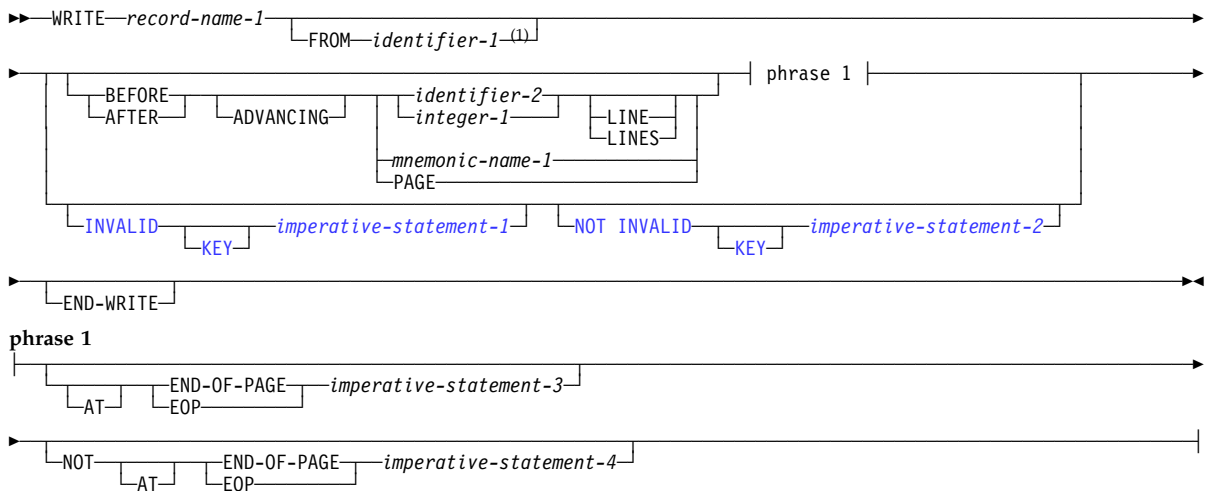 WRITE record-name-1
FROM identifier-1 (1)
BEFORE identifier-2 phrase 1
AFTER ADVANCING integer-1 LINE
LINES
mnemonic-name-1
PAGE
INVALID imperative-statement-1 NOT INVALID imperative-statement-2
KEY KEY
END-WRITE
phrase 1
END-OF-PAGE imperative-statement-3
AT EOP
NOT END-OF-PAGE imperative-statement-4
AT EOP